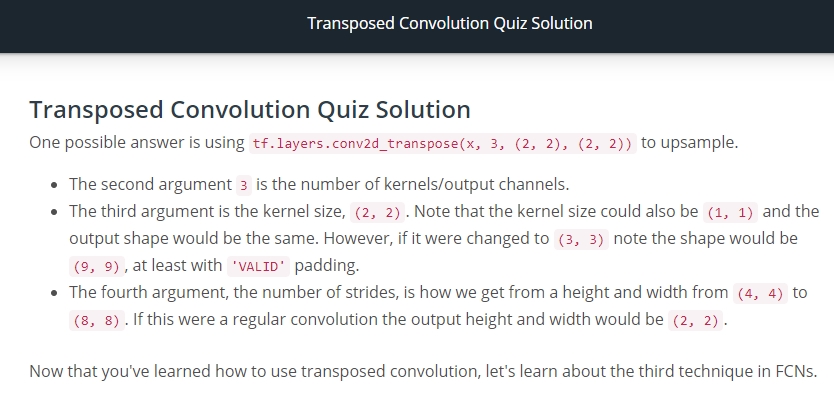 Transposed Convolution Quiz Solution
Transposed Convolution Quiz Solution
One possible answer is using tf.layers.conv2d_transpose(x, 3, (2, 2), (2, 2)) to upsample.
• The second argument 3 is the number of kernels/output channels.
• The third argument is the kernel size, (2, 2). Note that the kernel size could also be (1, 1) and the
output shape would be the same. However, if it were changed to (3, 3) note the shape would be
(9, 9), at least with 'VALID' padding.
• The fourth argument, the number of strides, is how we get from a height and width from (4, 4) to
(8, 8). If this were a regular convolution the output height and width would be (2, 2).
Now that you've learned how to use transposed convolution, let's learn about the third technique in FCNs.